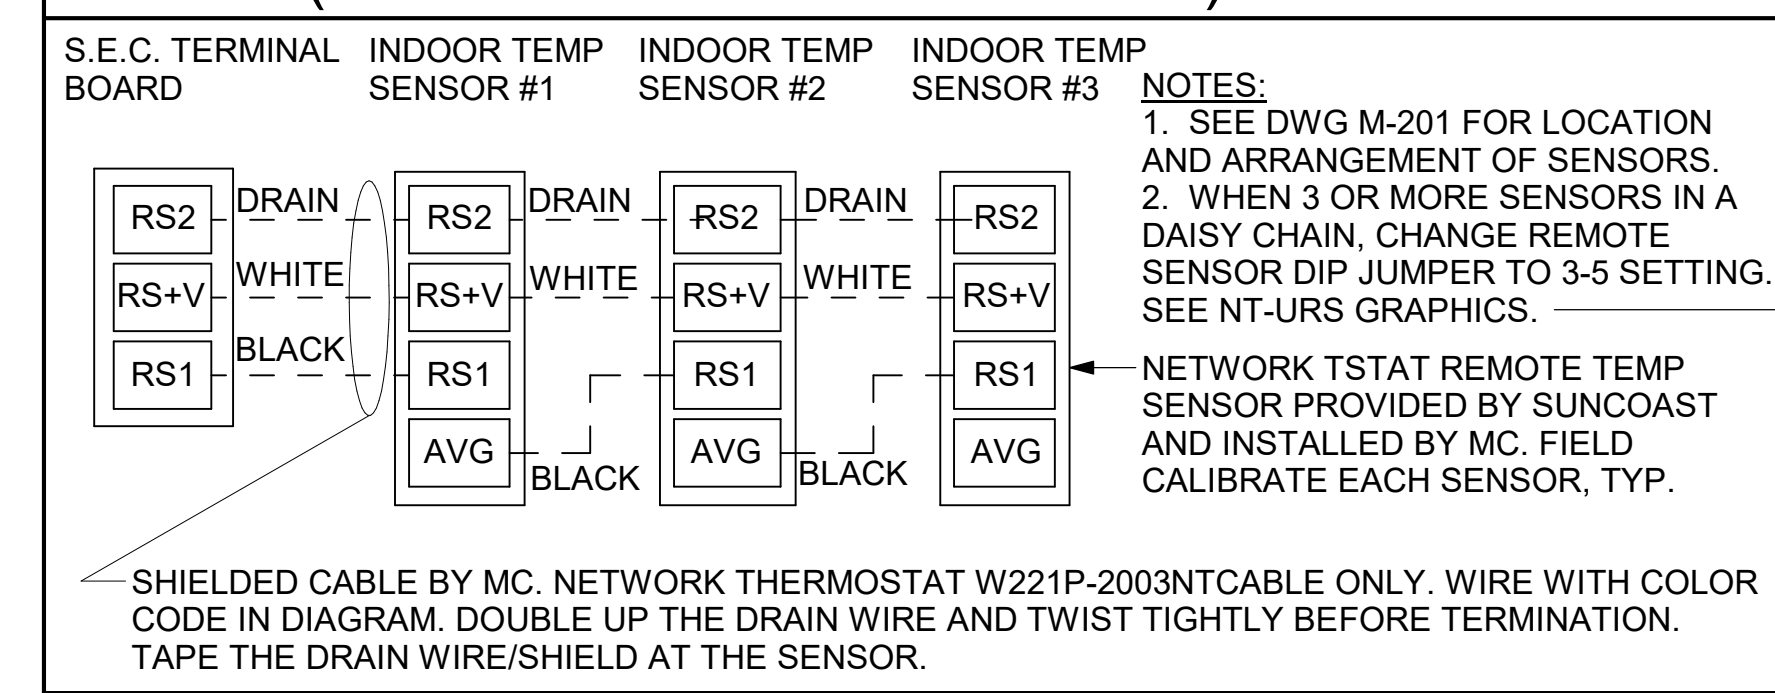 S.E.C. TERMINAL
BOARD
INDOOR TEMP
SENSOR #1
INDOOR TEMP
SENSOR #2
INDOOR TEMP
SENSOR #3
NOTES:
1. SEE DWG M-201 FOR LOCATION
AND ARRANGEMENT OF SENSORS.
2. WHEN 3 OR MORE SENSORS IN A
DAISY CHAIN, CHANGE REMOTE
SENSOR DIP JUMPER TO 3-5 SETTING.
SEE NT-URS GRAPHICS.
RS2 DRAIN RS2 DRAIN RS2 DRAIN RS2
RS+V WHITE RS+V WHITE RS+V WHITE RS+V
RS1 BLACK RS1 RS1 RS1
AVG BLACK AVG BLACK AVG
NETWORK TSTAT REMOTE TEMP
SENSOR PROVIDED BY SUNCOAST
AND INSTALLED BY MC. FIELD
CALIBRATE EACH SENSOR, TYP.
SHIELDED CABLE BY MC. NETWORK THERMOSTAT W221P-2003NTCABLE ONLY. WIRE WITH COLOR
CODE IN DIAGRAM. DOUBLE UP THE DRAIN WIRE AND TWIST TIGHTLY BEFORE TERMINATION.
TAPE THE DRAIN WIRE/SHIELD AT THE SENSOR.